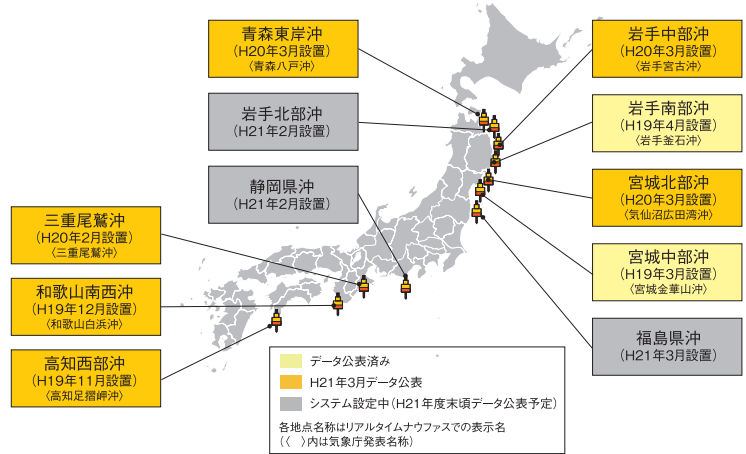 青森東岸沖
（H20年3月設置）
〈青森八戸沖〉
岩手北部沖
（H21年2月設置）
静岡県沖
（H21年2月設置）
三重尾鷲沖
（H20年2月設置）
〈三重尾鷲沖〉
和歌山南西沖
（H19年12月設置）
〈和歌山白浜沖〉
高知西部沖
（H19年11月設置）
〈高知足摺岬沖〉
岩手中部沖
（H20年3月設置）
〈岩手宮古沖〉
岩手南部沖
（H19年4月設置）
〈岩手釜石沖〉
宮城北部沖
（H20年3月設置）
〈気仙沼広田湾沖〉
宮城中部沖
（H19年3月設置）
〈宮城金華山沖〉
福島県沖
（H21年3月設置）
データ公表済み
H21年3月データ公表
システム設定中（H21年度末頃データ公表予定）
各地点名称はリアルタイムナウファスでの表示名
（〈　〉内は気象庁発表名称）